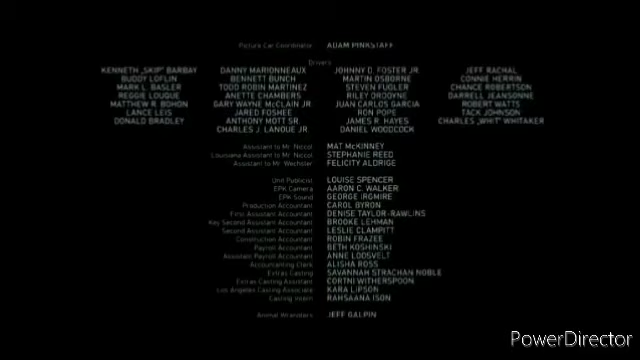 Picture Car Coordinator ADAM PINKSTAFF
Drivers
KENNETH „SKIP" BARBAY DANNY MARIONNEAUX JOHNNY D. FOSTER JR. JEFF RACHAL
BUDDY LOFLIN BENNETT BUNCH MARTIN OSBORNE CONNIE HERRIN
MARK L. BASLER TODD ROBIN MARTINEZ STEVEN FUGLER CHANCE ROBERTSON
REGGIE LOUQUE ANETTE CHAMBERS RILEY ORDOYNE DARRELL JEANSONNE
MATTHEW R. BOHON GARY WAYNE McCLAIN JR. JUAN CARLOS GARCIA ROBERT WATTS
LANCE LEIS JARED FOSHEE RON POPE TACK JOHNSON
DONALD BRADLEY ANTHONY MOTT SR. JAMES R. HAYES CHARLES „WHIT" WHITAKER
CHARLES J. LANOUE JR. DANIEL WOODCOCK
Assistant to Mr. Niccol MAT McKINNEY
Louisiana Assistant to Mr. Niccol STEPHANIE REED
Assistant to Mr. Wechsler FELICITY ALDRIGE
Unit Publicist LOUISE SPENCER
EPK Camera AARON C. WALKER
EPK Sound GEORGE IRGMIRE
Production Accountant CAROL BYRON
First Assistant Accountant DENISE TAYLOR-RAWLINS
Key Second Assistant Accountant BROOKE LEHMAN
Second Assistant Accountant LESLIE CLAMPITT
Construction Accountant ROBIN FRAZEE
Payroll Accountant BETH KOSHINSKI
Assistant Payroll Accountant ANNE LOOSVELT
Accounting Clerk ALISHA ROSS
Extras Casting SAVANNAH STRACHAN NOBLE
Extras Casting Assistant CORTNI WITHERSPOON
Los Angeles Casting Associate KARA LIPSON
Casting Intern RAHSAANA ISON
Animal Wranglers JEFF GALPIN
PowerDirector